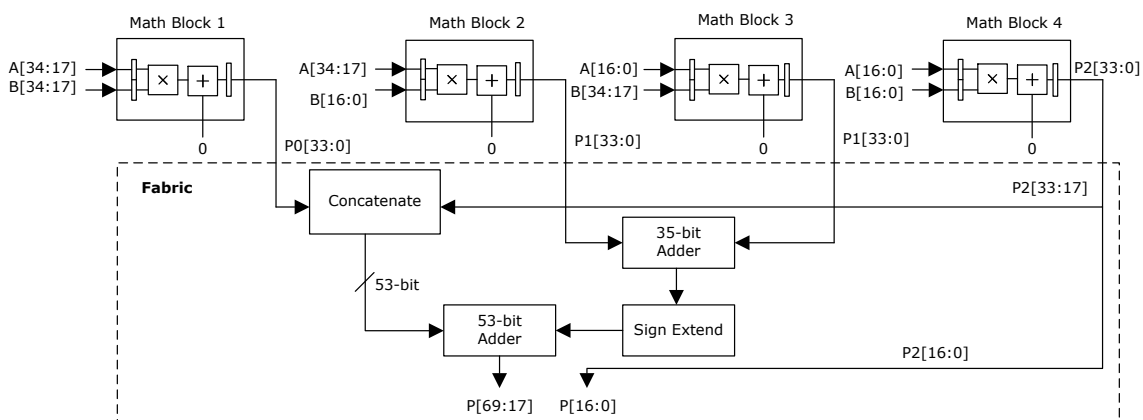 Math Block 1
Math Block 2
Math Block 3
Math Block 4
A[34:17]
B[34:17]
×
+
0
P0[33:0]
A[34:17]
B[16:0]
×
+
0
P1[33:0]
A[16:0]
B[34:17]
×
+
0
P1[33:0]
A[16:0]
B[16:0]
×
+
0
P2[33:0]
Fabric
Concatenate
P2[33:17]
35-bit
Adder
53-bit
53-bit
Adder
Sign Extend
P2[16:0]
P[69:17]
P[16:0]